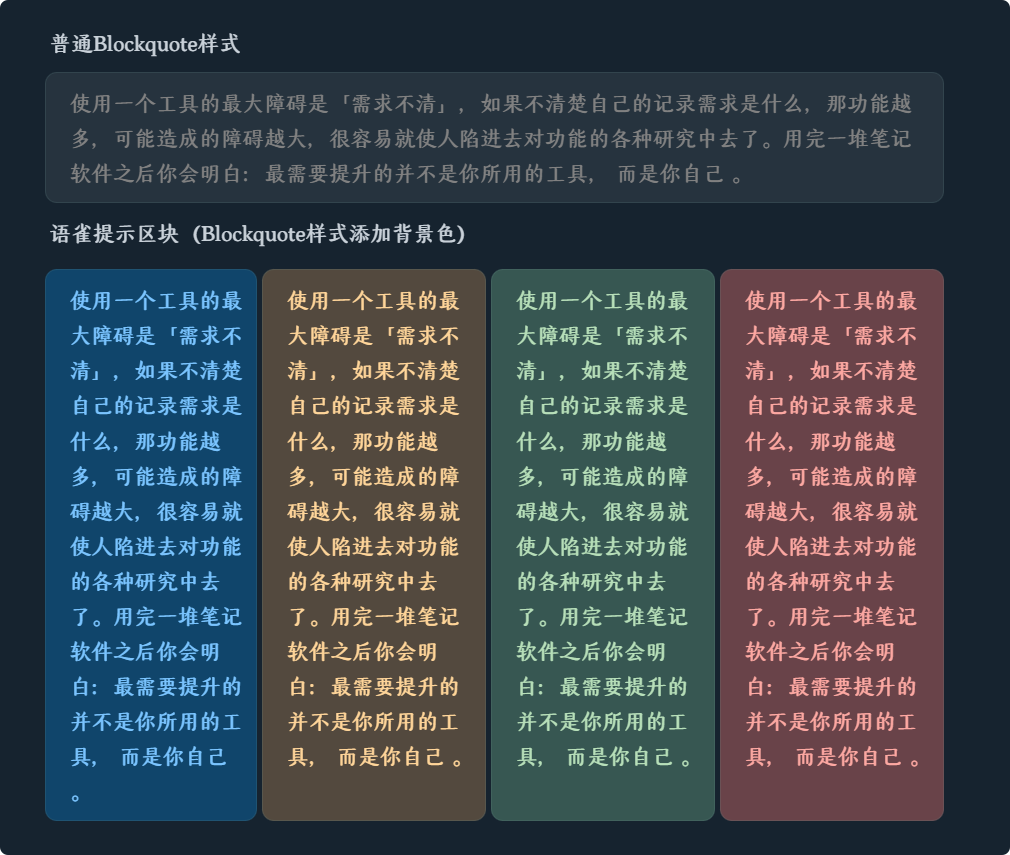 普通Blockquote样式
使用一个工具的最大障碍是「需求不清」，如果不清楚自己的记录需求是什么，那功能越
多，可能造成的障碍越大，很容易就使人陷进去对功能的各种研究中去了。用完一堆笔记
软件之后你会明白：最需要提升的并不是你所用的工具， 而是你自己 。
语雀提示区块（Blockquote样式添加背景色）
使用一个工具的最
大障碍是「需求不
清」，如果不清楚
自己的记录需求是
什么，那功能越
多，可能造成的障
碍越大，很容易就
使人陷进去对功能
的各种研究中去
了。用完一堆笔记
软件之后你会明
白：最需要提升的
并不是你所用的工
具， 而是你自己
。
使用一个工具的最
大障碍是「需求不
清」，如果不清楚
自己的记录需求是
什么，那功能越
多，可能造成的障
碍越大，很容易就
使人陷进去对功能
的各种研究中去
了。用完一堆笔记
软件之后你会明
白：最需要提升的
并不是你所用的工
具， 而是你自己 。
使用一个工具的最
大障碍是「需求不
清」，如果不清楚
自己的记录需求是
什么，那功能越
多，可能造成的障
碍越大，很容易就
使人陷进去对功能
的各种研究中去
了。用完一堆笔记
软件之后你会明
白：最需要提升的
并不是你所用的工
具， 而是你自己 。
使用一个工具的最
大障碍是「需求不
清」，如果不清楚
自己的记录需求是
什么，那功能越
多，可能造成的障
碍越大，很容易就
使人陷进去对功能
的各种研究中去
了。用完一堆笔记
软件之后你会明
白：最需要提升的
并不是你所用的工
具， 而是你自己 。